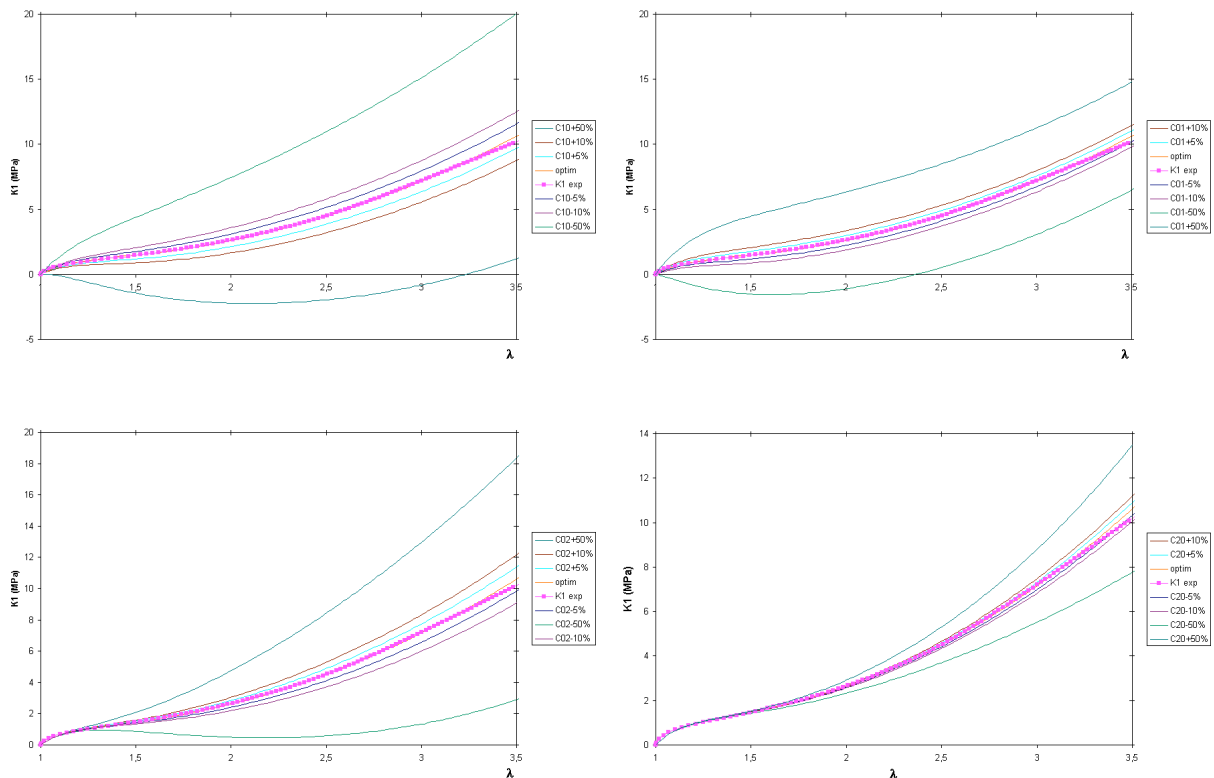 20
15
10
5
0
-5
K1 (MPa)
1
1,5
2
2,5
3
3,5
λ
C10+50%
C10+10%
C10+5%
optim
K1 exp
C10-5%
C10-10%
C10-50%
20
15
10
5
0
-5
K1 (MPa)
1
1,5
2
2,5
3
3,5
λ
C01+10%
C01+5%
optim
K1 exp
C01-5%
C01-10%
C01-50%
C01+50%
20
18
16
14
12
10
8
6
4
2
0
K1 (MPa)
1
1,5
2
2,5
3
3,5
λ
C02+50%
C02+10%
C02+5%
optim
K1 exp
C02-5%
C02-50%
C02-10%
14
12
10
8
6
4
2
0
K1 (MPa)
1
1,5
2
2,5
3
3,5
λ
C20+10%
C20+5%
optim
K1 exp
C20-5%
C20-10%
C20-50%
C20+50%